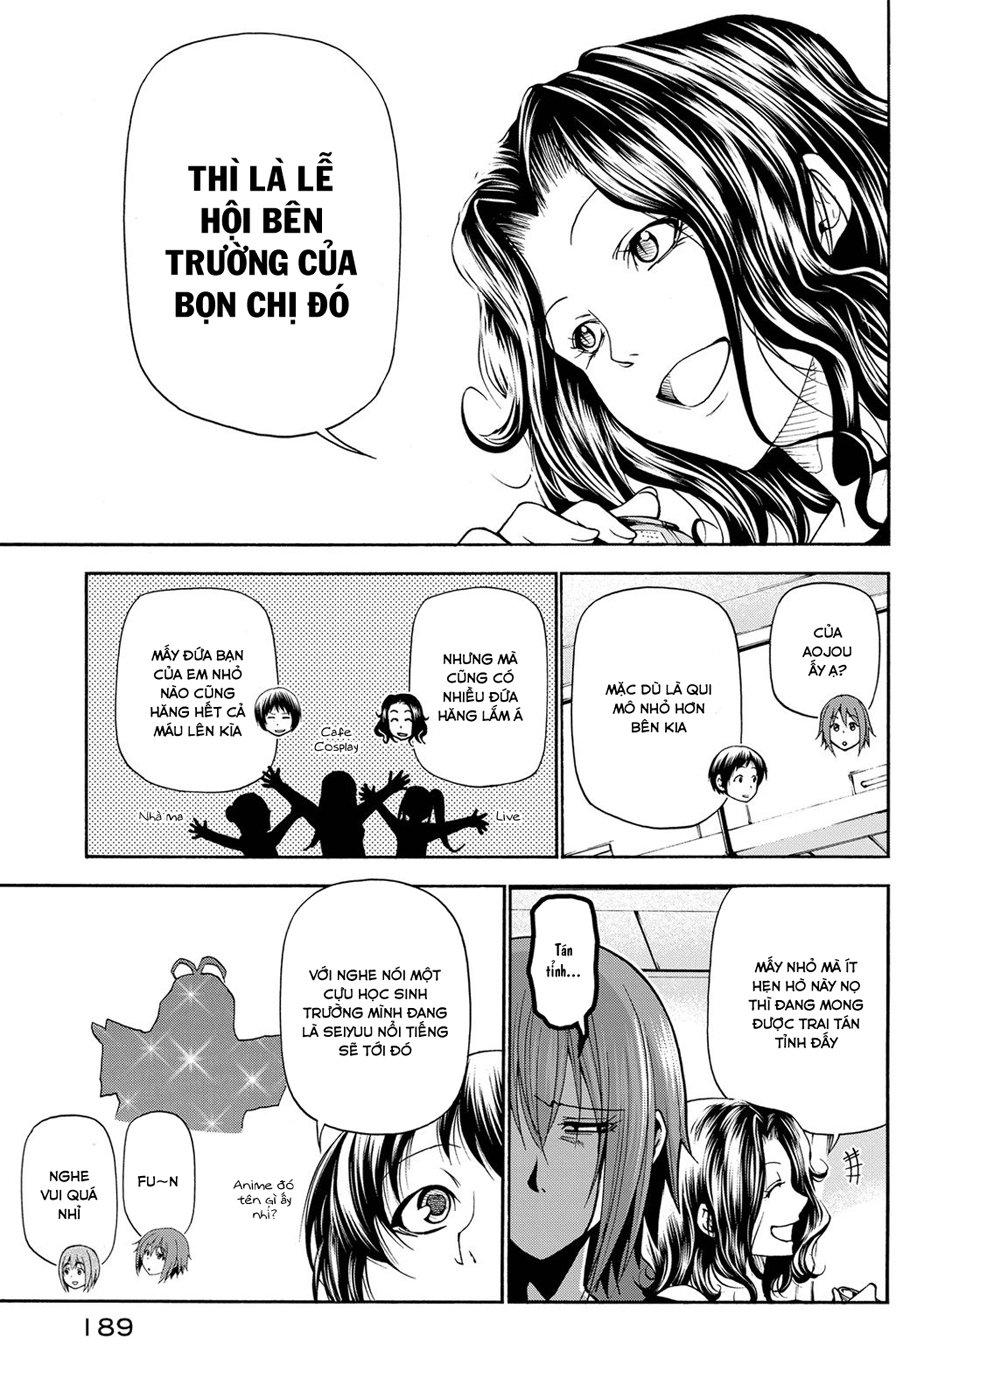 THÌ LÀ LỄ
HỘI BÊN
TRƯỜNG CỦA
BỌN CHỊ ĐÓ
CỦA
AOJOU
ẤY Ạ?
MẶC DÙ LÀ QUI
MÔ NHỎ HƠN
BÊN KIA
NHƯNG MÀ
CŨNG CÓ
NHIỀU ĐỨA
HĂNG LẮM Á
MẤY ĐỨA BẠN
CỦA EM NHỎ
NÀO CŨNG
HĂNG HẾT CẢ
MÁU LÊN KÌA
Cafe
Cosplay
Nhà ma
Live
MẤY NHỎ MÀ ÍT
HẸN HÒ NÀY NỌ
THÌ ĐANG MONG
ĐƯỢC TRAI TÁN
TỈNH ĐẤY
Tán
tỉnh...
VỚI NGHE NÓI MỘT
CỰU HỌC SINH
TRƯỜNG MÌNH ĐANG
LÀ SEIYUU NỔI TIẾNG
SẼ TỚI ĐÓ
Anime đó
tên gì ấy
nhỉ?
FU~N
NGHE
VUI QUÁ
NHỈ
189